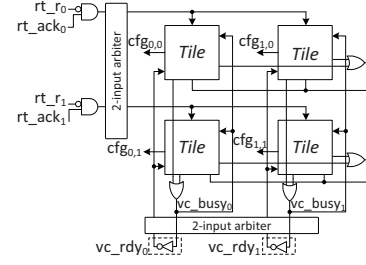 rt_r0
rt_ack0
2-input arbiter
cfg0,0
Tile
cfg1,0
Tile
rt_r1
rt_ack1
cfg0,1
Tile
cfg1,1
Tile
vc_busy0
vc_busy1
2-input arbiter
vc_rdy0
vc_rdy1